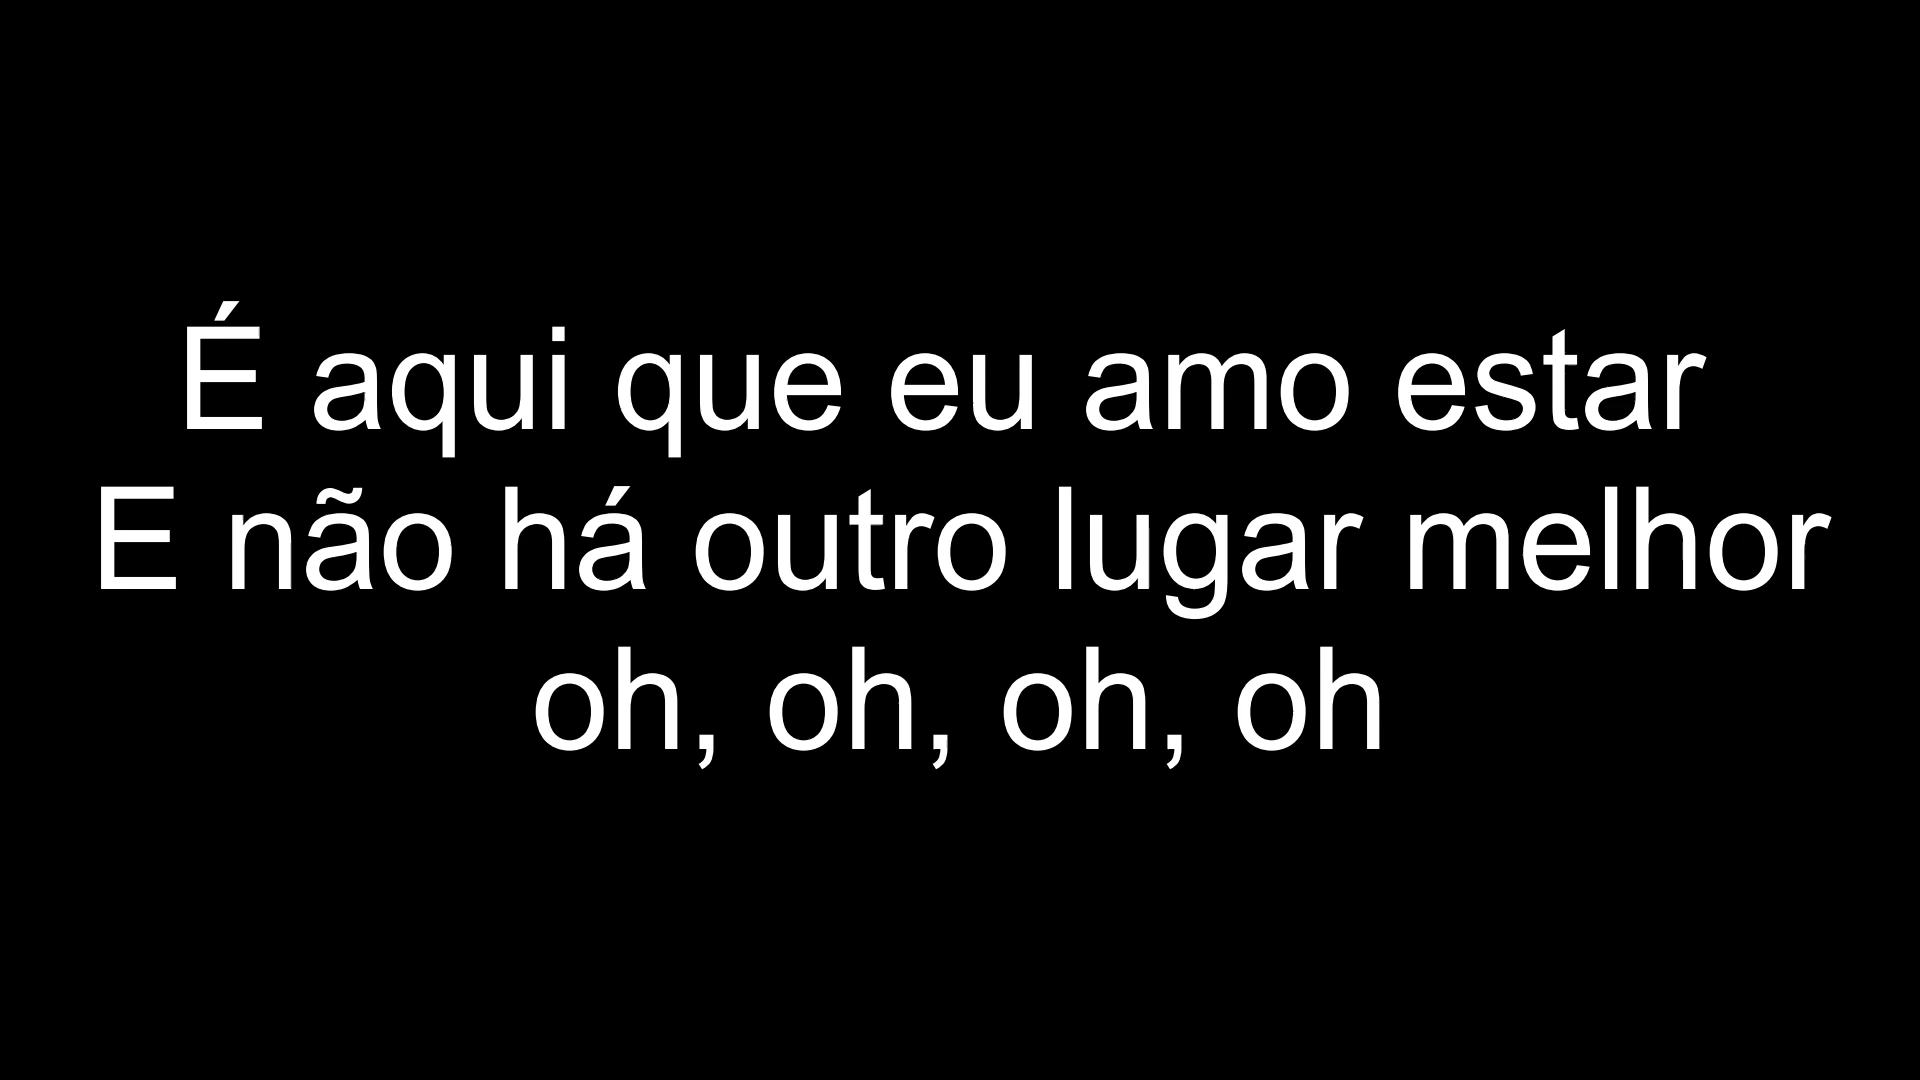 É aqui que eu amo estar
E não há outro lugar melhor
oh, oh, oh, oh